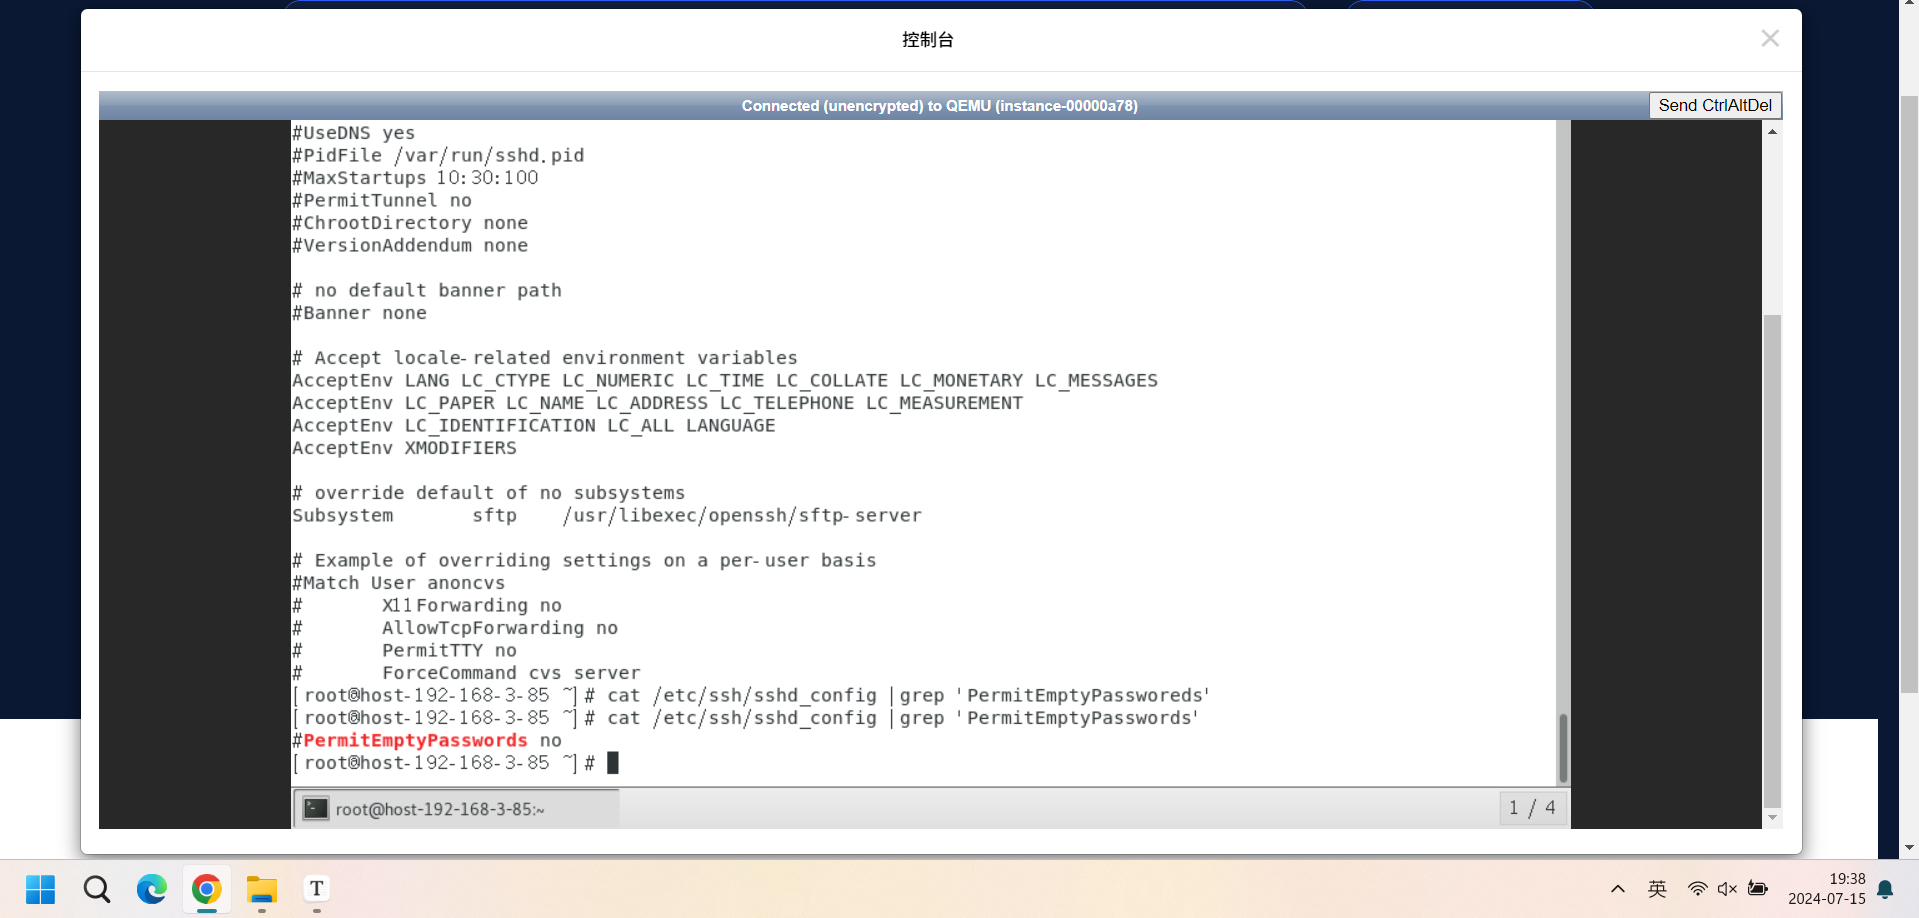 控制台
Connected (unencrypted) to QEMU (instance-00000a78)
Send CtrlAltDel
#UseDNS yes
#PidFile /var/run/sshd.pid
#MaxStartups 10:30:100
#PermitTunnel no
#ChrootDirectory none
#VersionAddendum none
# no default banner path
#Banner none
# Accept locale-related environment variables
AcceptEnv LANG LC_CTYPE LC_NUMERIC LC_TIME LC_COLLATE LC_MONETARY LC_MESSAGES
AcceptEnv LC_PAPER LC_NAME LC_ADDRESS LC_TELEPHONE LC_MEASUREMENT
AcceptEnv LC_IDENTIFICATION LC_ALL LANGUAGE
AcceptEnv XMODIFIERS
# override default of no subsystems
Subsystem       sftp    /usr/libexec/openssh/sftp-server
# Example of overriding settings on a per-user basis
#Match User anoncvs
#       X11Forwarding no
#       AllowTcpForwarding no
#       PermitTTY no
#       ForceCommand cvs server
[root@host-192-168-3-85 ~]# cat /etc/ssh/sshd_config |grep 'PermitEmptyPassworeds'
[root@host-192-168-3-85 ~]# cat /etc/ssh/sshd_config |grep 'PermitEmptyPasswords'
#PermitEmptyPasswords no
[root@host-192-168-3-85 ~]#
root@host-192-168-3-85:~
1 / 4
T
英
19:38
2024-07-15